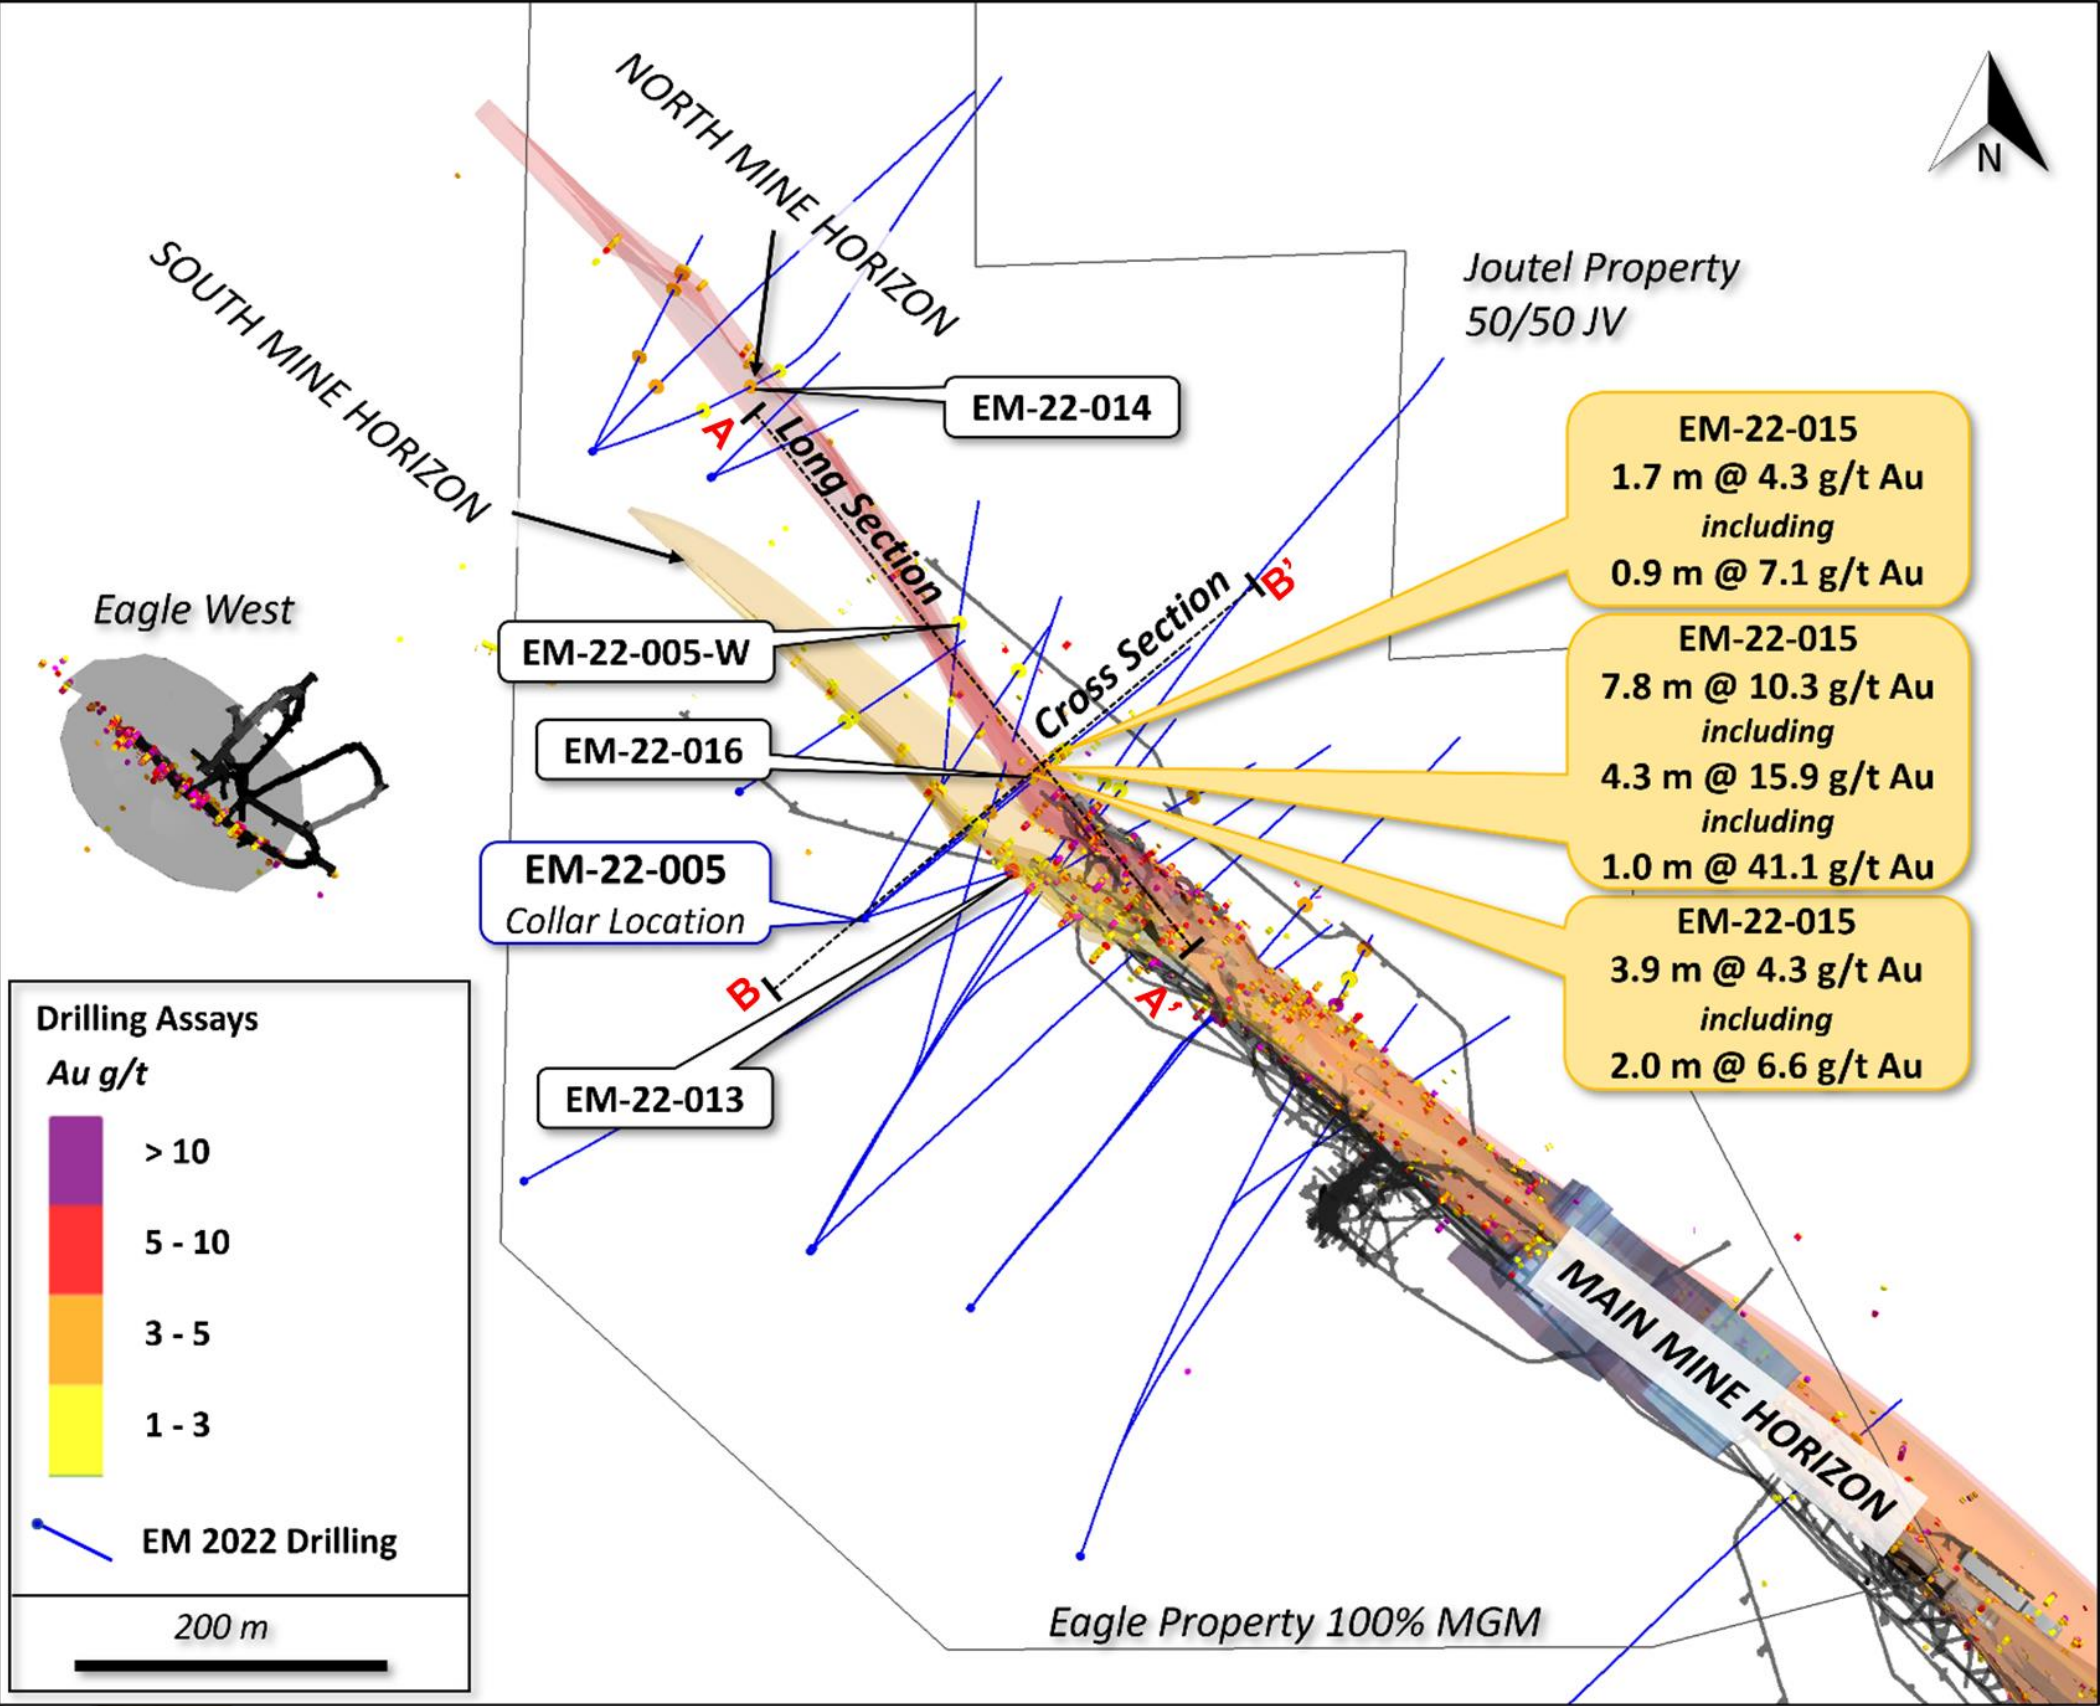 NORTH MINE HORIZON
N
SOUTH MINE HORIZON
Joutel Property
50/50 JV
EM-22-014
A
Long Section
EM-22-015
1.7 m @ 4.3 g/t Au
including
0.9 m @ 7.1 g/t Au
Cross Section
B'
Eagle West
EM-22-005-W
EM-22-015
7.8 m @ 10.3 g/t Au
including
4.3 m @ 15.9 g/t Au
including
1.0 m @ 41.1 g/t Au
EM-22-016
EM-22-005
Collar Location
B
A'
EM-22-015
3.9 m @ 4.3 g/t Au
including
2.0 m @ 6.6 g/t Au
EM-22-013
Drilling Assays
Au g/t
> 10
5 - 10
3 - 5
1 - 3
EM 2022 Drilling
200 m
MAIN MINE HORIZON
Eagle Property 100% MGM